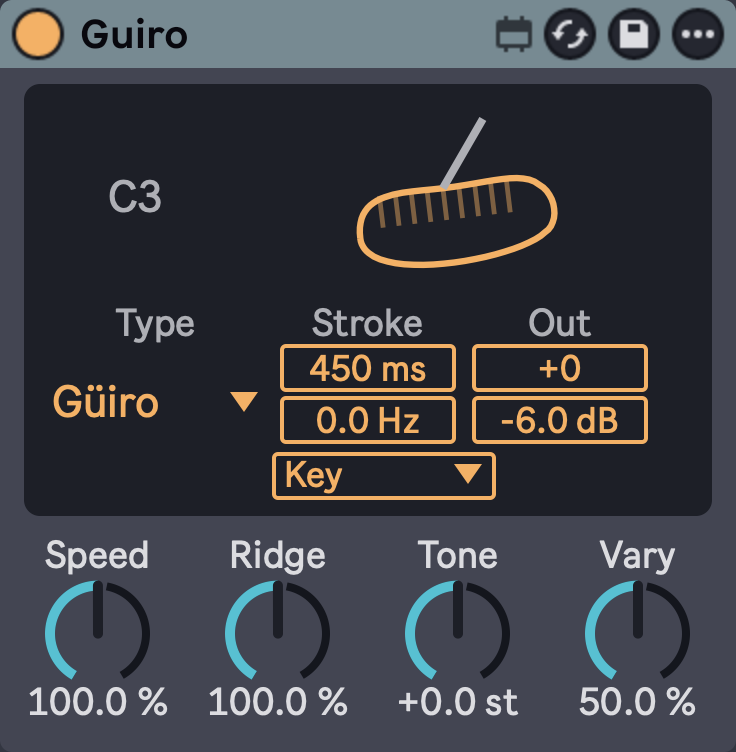 Guiro
C3
Type Stroke Out
450 ms +0
Güiro
0.0 Hz -6.0 dB
Key
Speed Ridge Tone Vary
100.0 % 100.0 % +0.0 st 50.0 %